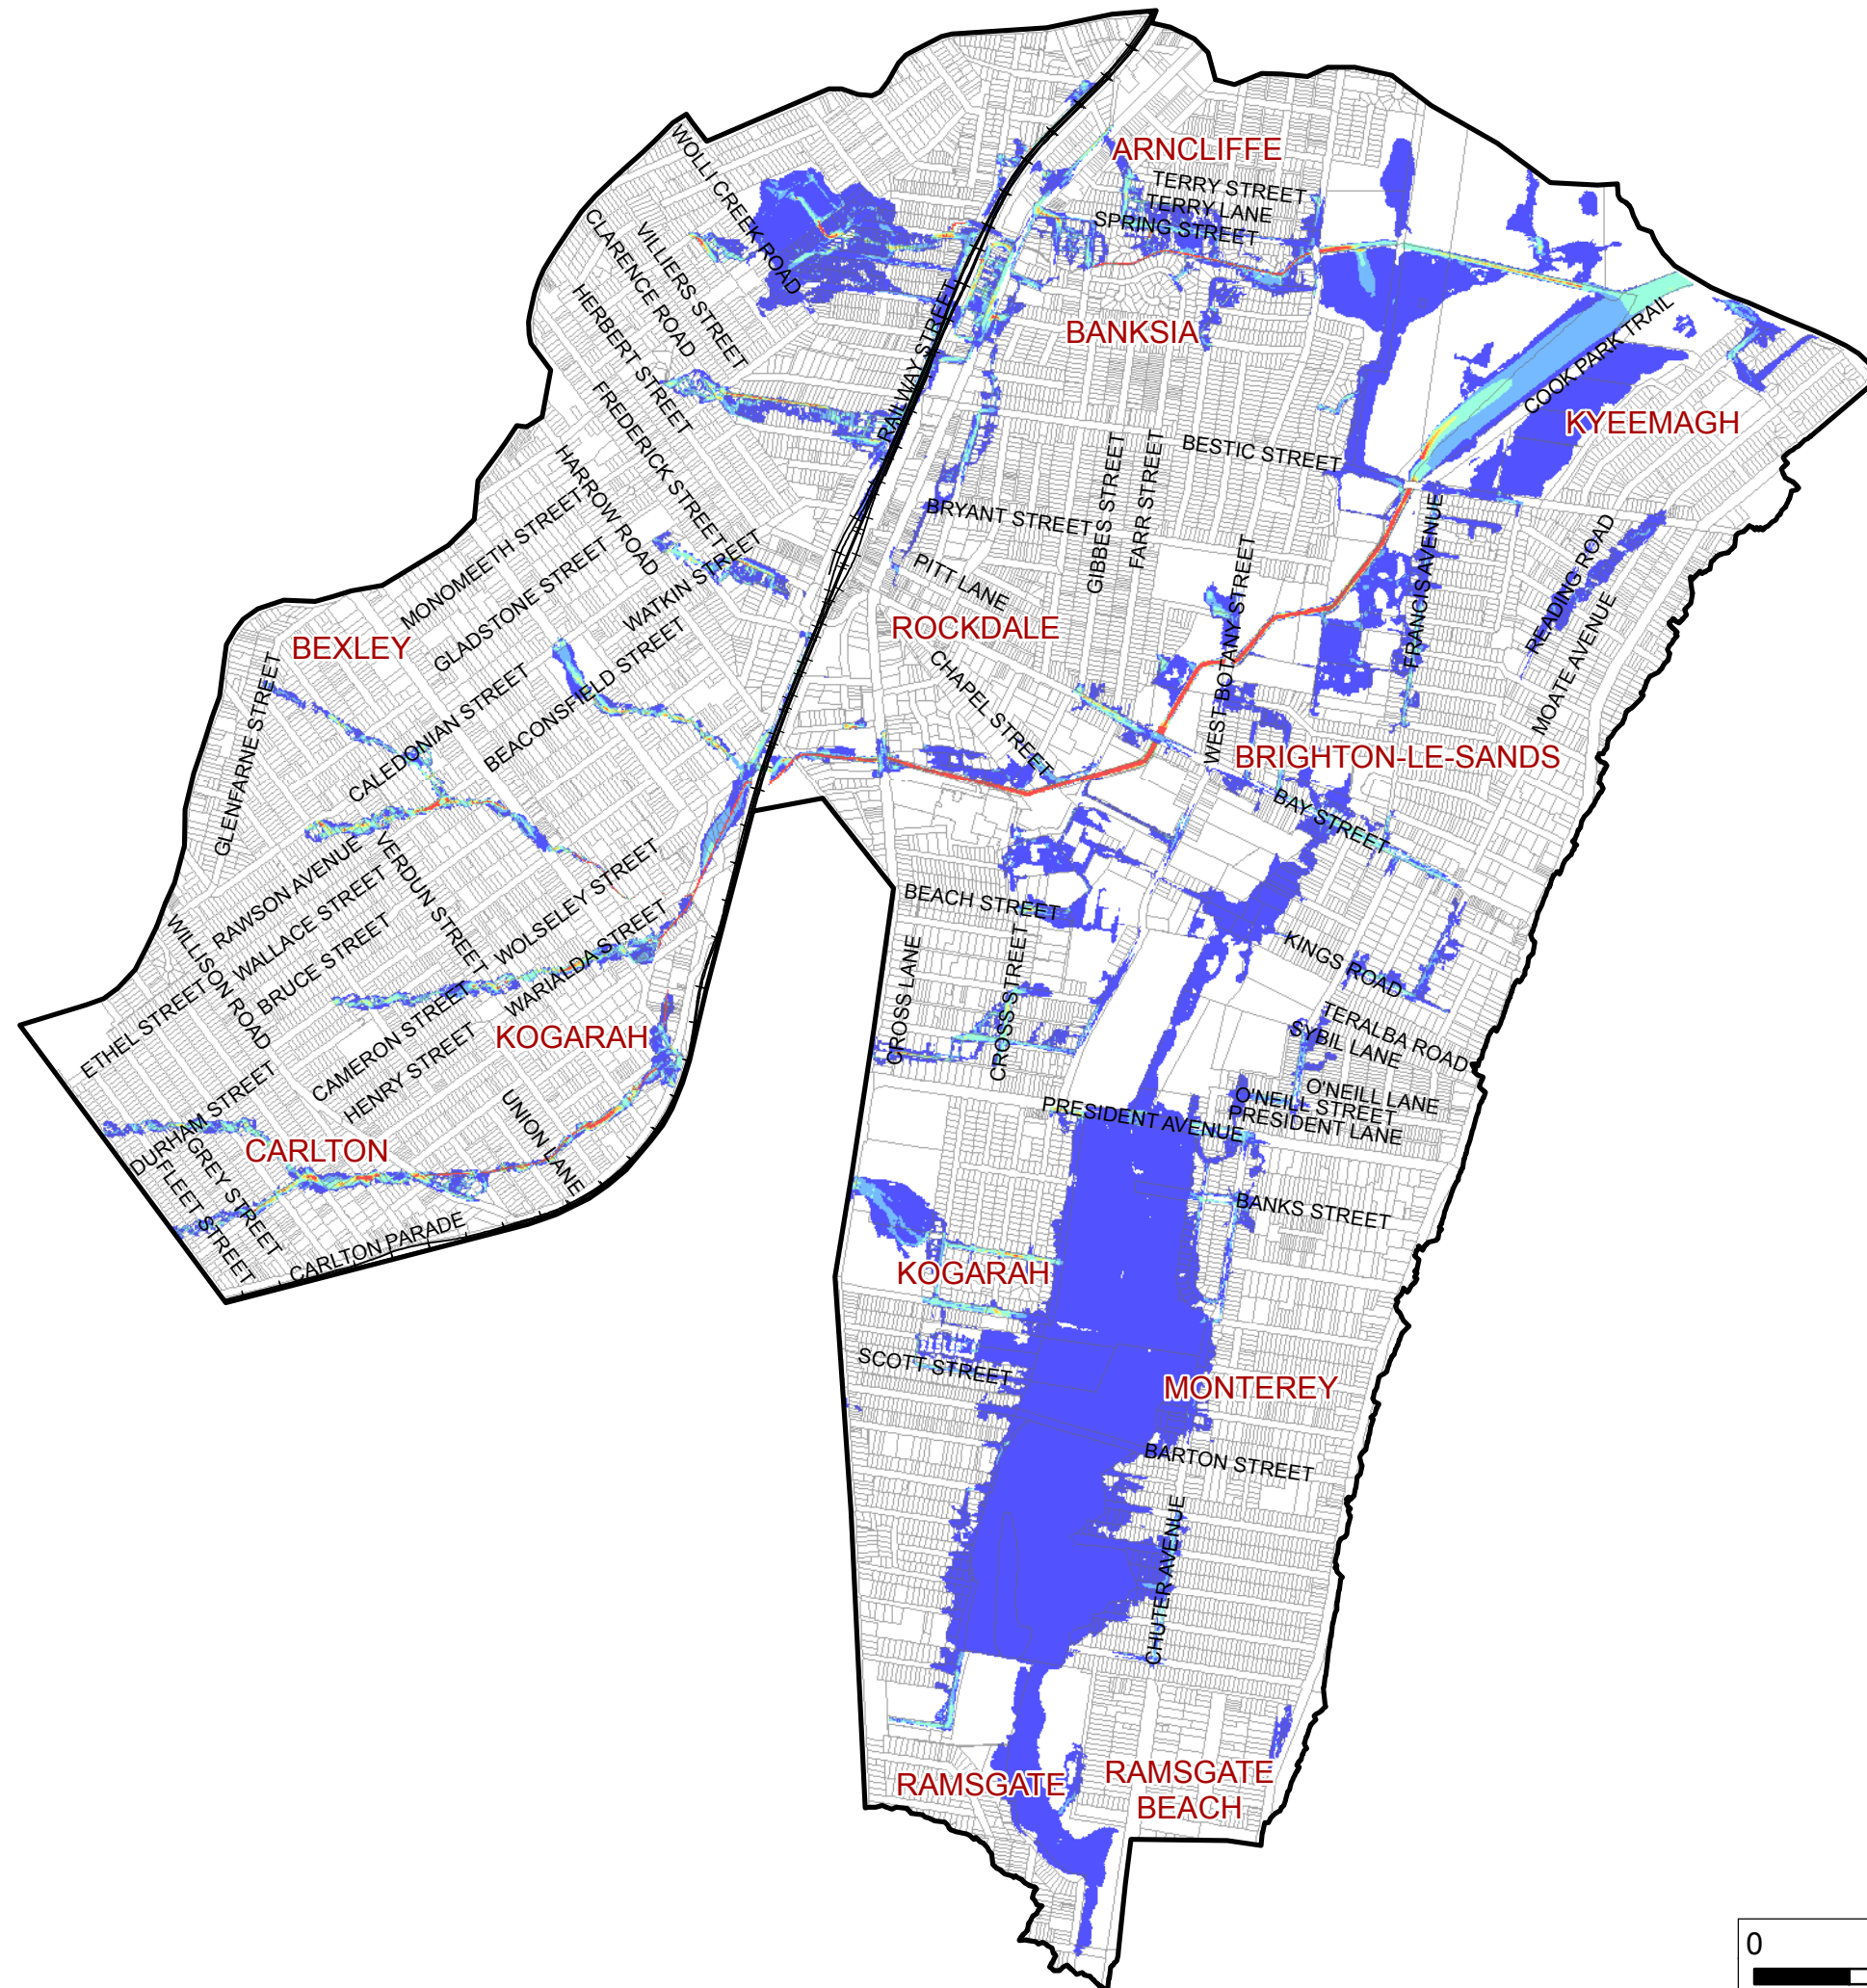 ARNCLIFFE
WOLLI CREEK ROAD
TERRY STREET
TERRY LANE
SPRING STREET
CLARENCE ROAD
VILLIERS STREET
HERBERT STREET
RAILWAY STREET
BANKSIA
COOK PARK TRAIL
KYEEMAGH
FREDERICK STREET
HARROW ROAD
BESTIC STREET
GIBBES STREET
FARR STREET
BRYANT STREET
PITT LANE
MONOMEETH STREET
GLADSTONE STREET
WATKIN STREET
WEST BOTANY STREET
FRANCIS AVENUE
READING ROAD
MOATE AVENUE
ROCKDALE
BEXLEY
CALEDONIAN STREET
BEACONSFIELD STREET
CHAPEL STREET
GLENFARNE STREET
BRIGHTON-LE-SANDS
BAY STREET
RAWSON AVENUE
VERDUN STREET
WALLACE STREET
BRUCE STREET
WOLSELEY STREET
WARIALDA STREET
WILLISON ROAD
BEACH STREET
CROSS LANE
CROSS STREET
KINGS ROAD
ETHEL STREET
CAMERON STREET
HENRY STREET
KOGARAH
TERALBA ROAD
SYBIL LANE
O'NEILL LANE
O'NEILL STREET
PRESIDENT LANE
PRESIDENT AVENUE
DURHAM STREET
GREY STREET
FLEET STREET
CARLTON
UNION LANE
CARLTON PARADE
BANKS STREET
KOGARAH
SCOTT STREET
MONTEREY
BARTON STREET
CHUTER AVENUE
RAMSGATE
RAMSGATE
BEACH
0